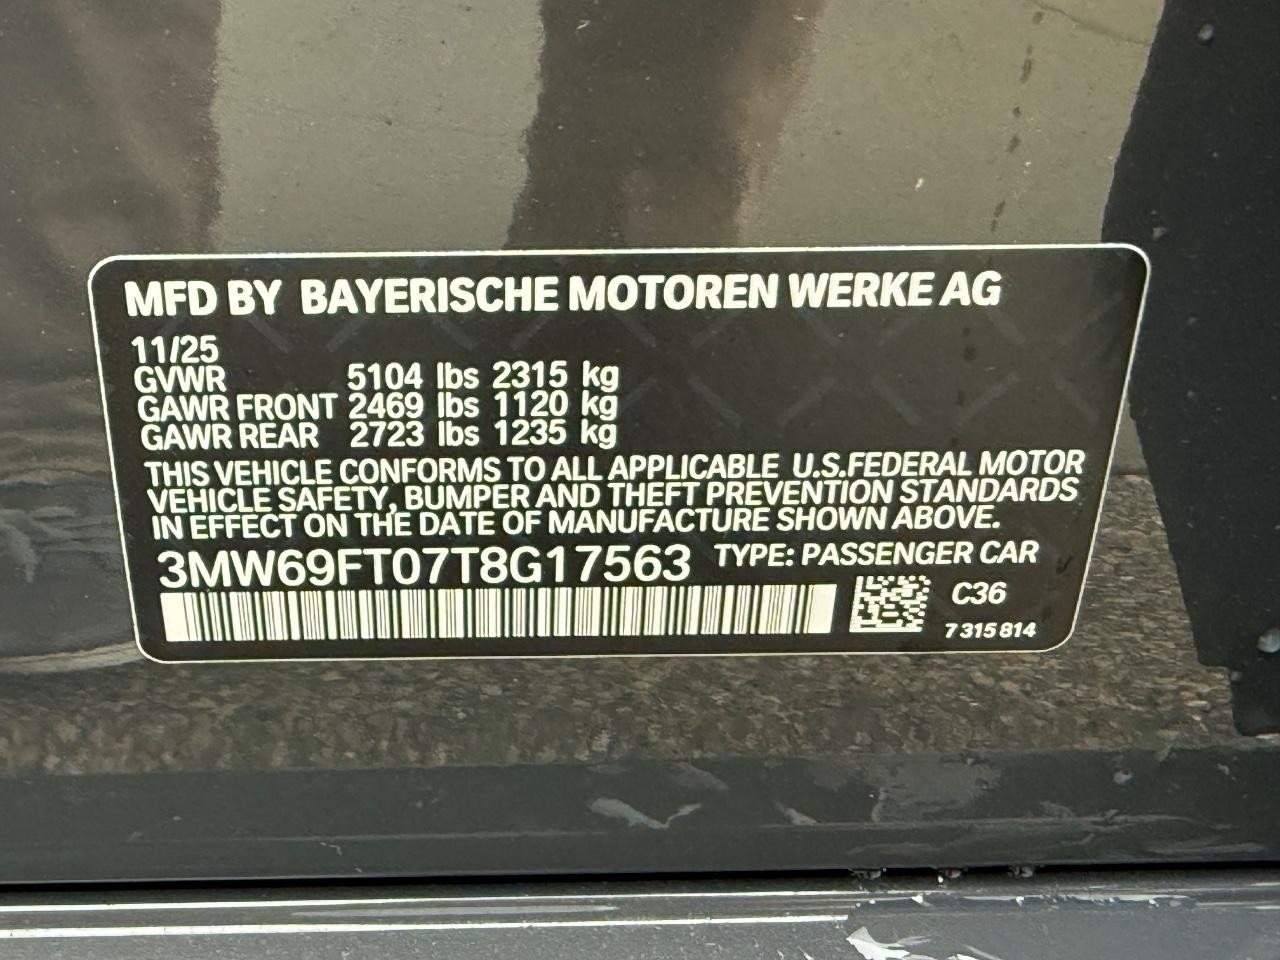 MFD BY BAYERISCHE MOTOREN WERKE AG
11/25
GVWR 5104 lbs 2315 kg
GAWR FRONT 2469 lbs 1120 kg
GAWR REAR 2723 lbs 1235 kg
THIS VEHICLE CONFORMS TO ALL APPLICABLE U.S.FEDERAL MOTOR
VEHICLE SAFETY, BUMPER AND THEFT PREVENTION STANDARDS
IN EFFECT ON THE DATE OF MANUFACTURE SHOWN ABOVE.
3MW69FT07T8G17563 TYPE: PASSENGER CAR
C36
7 315 814